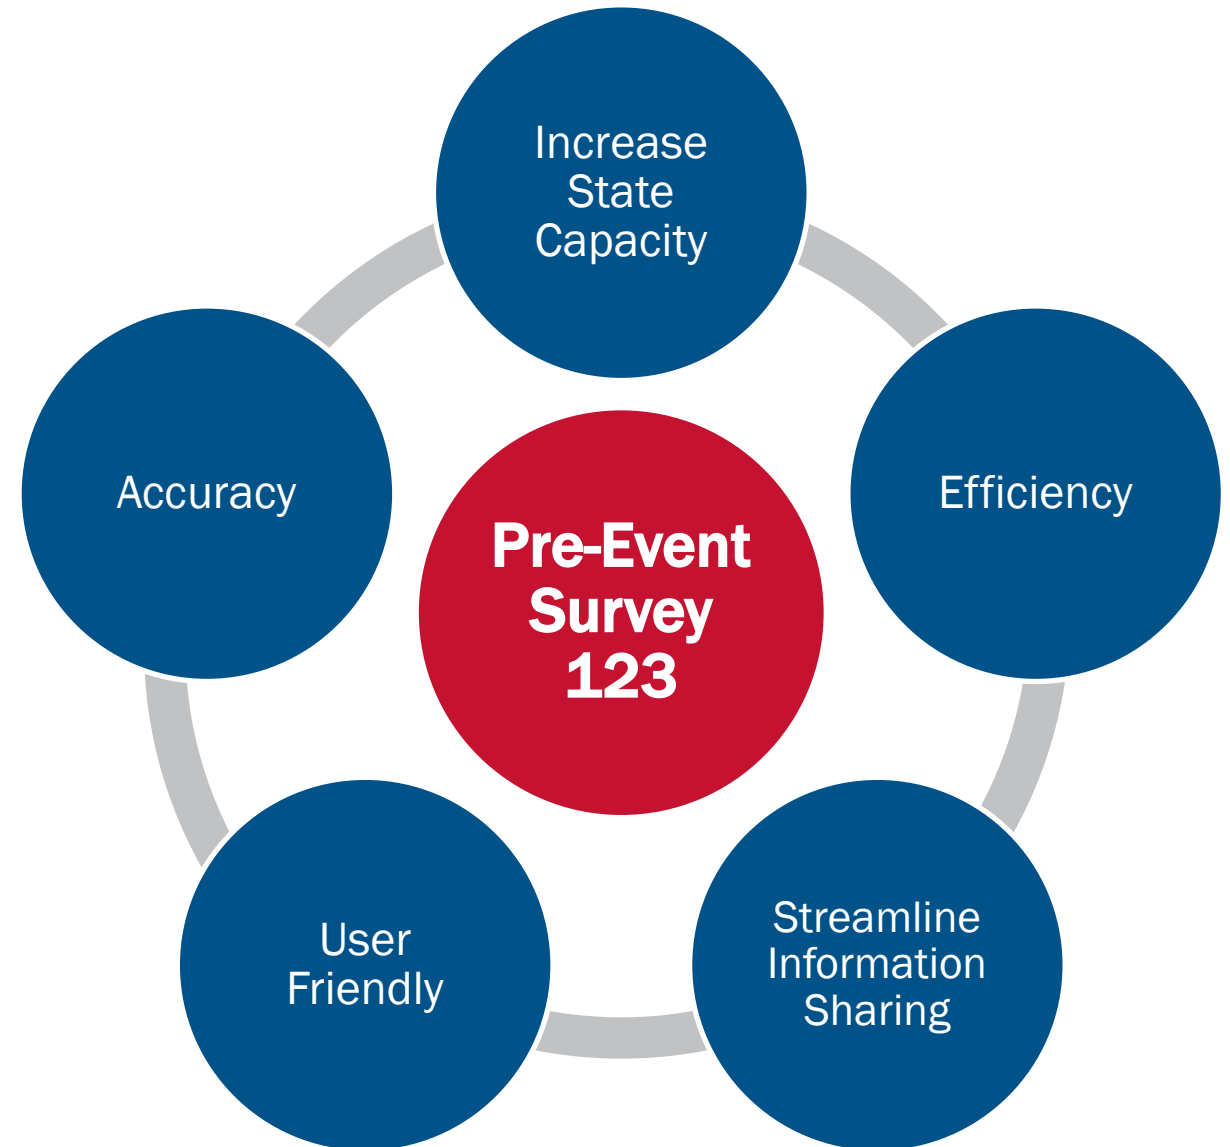 Increase
State
Capacity
Accuracy
Efficiency
Pre-Event
Survey
123
User
Friendly
Streamline
Information
Sharing